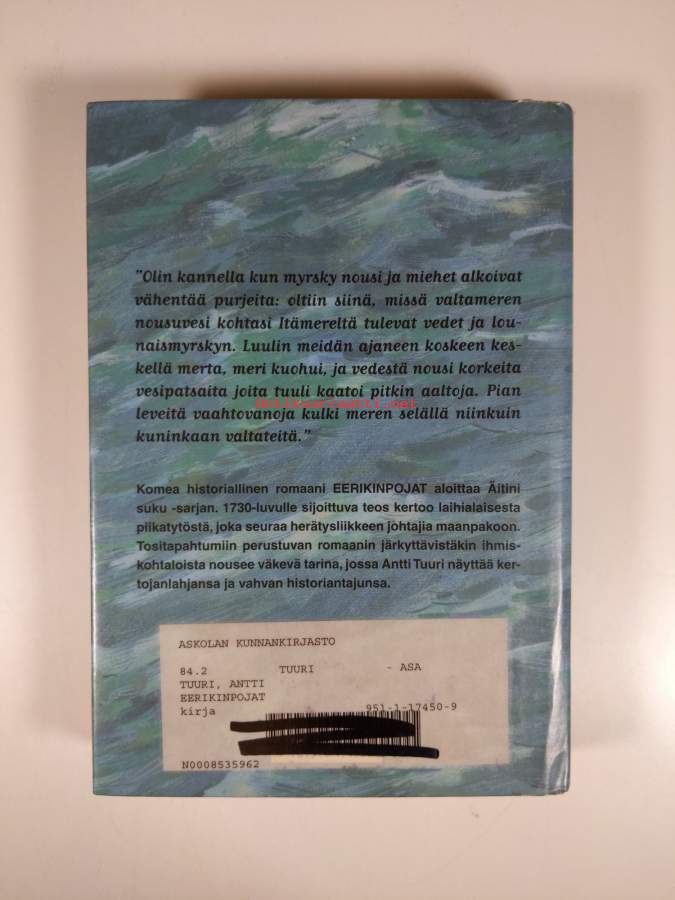 "Olin kannella kun myrsky nousi ja miehet alkoivat
vähentää purjeita: oltiin siinä, missä valtameren
nousuvesi kohtasi Itämereltä tulevat vedet ja lou-
naismyrskyn. Luulin meidän ajaneen koskeen kes-
kellä merta, meri kuohui, ja vedestä nousi korkeita
vesipatsaita joita tuuli kaatoi pitkin aaltoja. Pian
Antikvariaatti.net
leveitä vaahtovanoja kulki meren selällä niinkuin
kuninkaan valtateitä."
Komea historiallinen romaani EERIKINPOJAT aloittaa Äitini
suku -sarjan. 1730-luvulle sijoittuva teos kertoo laihialaisesta
piikatytöstä, joka seuraa herätysliikkeen johtajia maanpakoon.
Tositapahtumiin perustuvan romaanin järkyttävistäkin ihmis-
kohtaloista nousee väkevä tarina, jossa Antti Tuuri näyttää ker-
tojanlahjansa ja vahvan historiantajunsa.
ASKOLAN KUNNANKIRJASTO
84.2 TUURI - ASA
TUURI, ANTTI
EERIKINPOJAT
kirja 951-1-17450-9
N0008535962